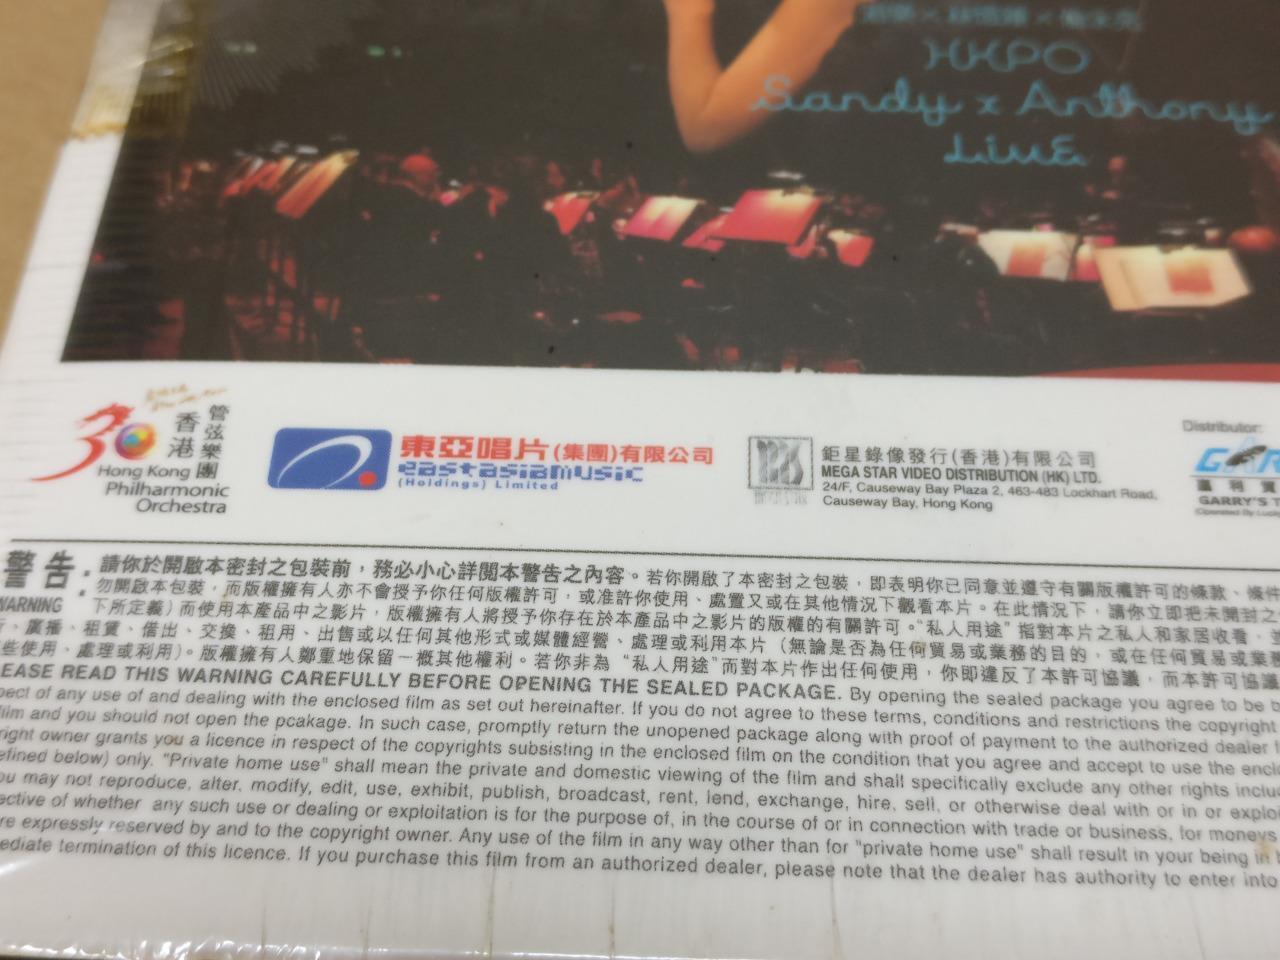 HKPO
Sandy x Anthony
LIVE
30
香港
管弦樂團
Hong Kong
Philharmonic
Orchestra
東亞唱片(集團)有限公司
eastasiamusic
(Holdings) Limited
鉅星錄像發行(香港)有限公司
MEGA STAR VIDEO DISTRIBUTION (HK) LTD.
24/F, Causeway Bay Plaza 2, 463-483 Lockhart Road,
Causeway Bay, Hong Kong
Distributor:
GAR
GARRY'S T
警告:
WARNING
請你於開啟本密封之包裝前,務必小心詳閱本警告之內容。若你開啟了本密封之包裝,即表明你已同意並遵守有關版權許可的條款、條件
勿開啟本包裝,而版權擁有人亦不會授予你任何版權許可,或准許你使用、處置又或在其他情況下觀看本片。在此情況下,請你立即把未開封之
下所定義)而使用本產品中之影片,版權擁有人將授予你存在於本產品中之影片的版權的有關許可。“私人用途”指對本片之私人和家居收看,
、廣播、租賃、借出、交換、租用、出售或以任何其他形式或媒體經營、處理或利用本片(無論是否為任何貿易或業務的目的,或在任何貿易或業務
些使用、處理或利用)。版權擁有人鄭重地保留一概其他權利。若你非為“私人用途”而對本片作出任何使用,你即違反了本許可協議,而本許可協議
LEASE READ THIS WARNING CAREFULLY BEFORE OPENING THE SEALED PACKAGE. By opening the sealed package you agree to be b
pect of any use of and dealing with the enclosed film as set out hereinafter. If you do not agree to these terms, conditions and restrictions the copyright
film and you should not open the pcakage. In such case, promptly return the unopened package along with proof of payment to the authorized dealer
right owner grants you a licence in respect of the copyrights subsisting in the enclosed film on the condition that you agree and accept to use the enclo
efined below) only. "Private home use" shall mean the private and domestic viewing of the film and shall specifically exclude any other rights inclu
ou may not reproduce, alter, modify, edit, use, exhibit, publish, broadcast, rent, lend, exchange, hire, sell, or otherwise deal with or in or exploi
ective of whether any such use or dealing or exploitation is for the purpose of, in the course of or in connection with trade or business, for moneys
re expressly reserved by and to the copyright owner. Any use of the film in any way other than for "private home use" shall result in your being in b
ediate termination of this licence. If you purchase this film from an authorized dealer, please note that the dealer has authority to enter into